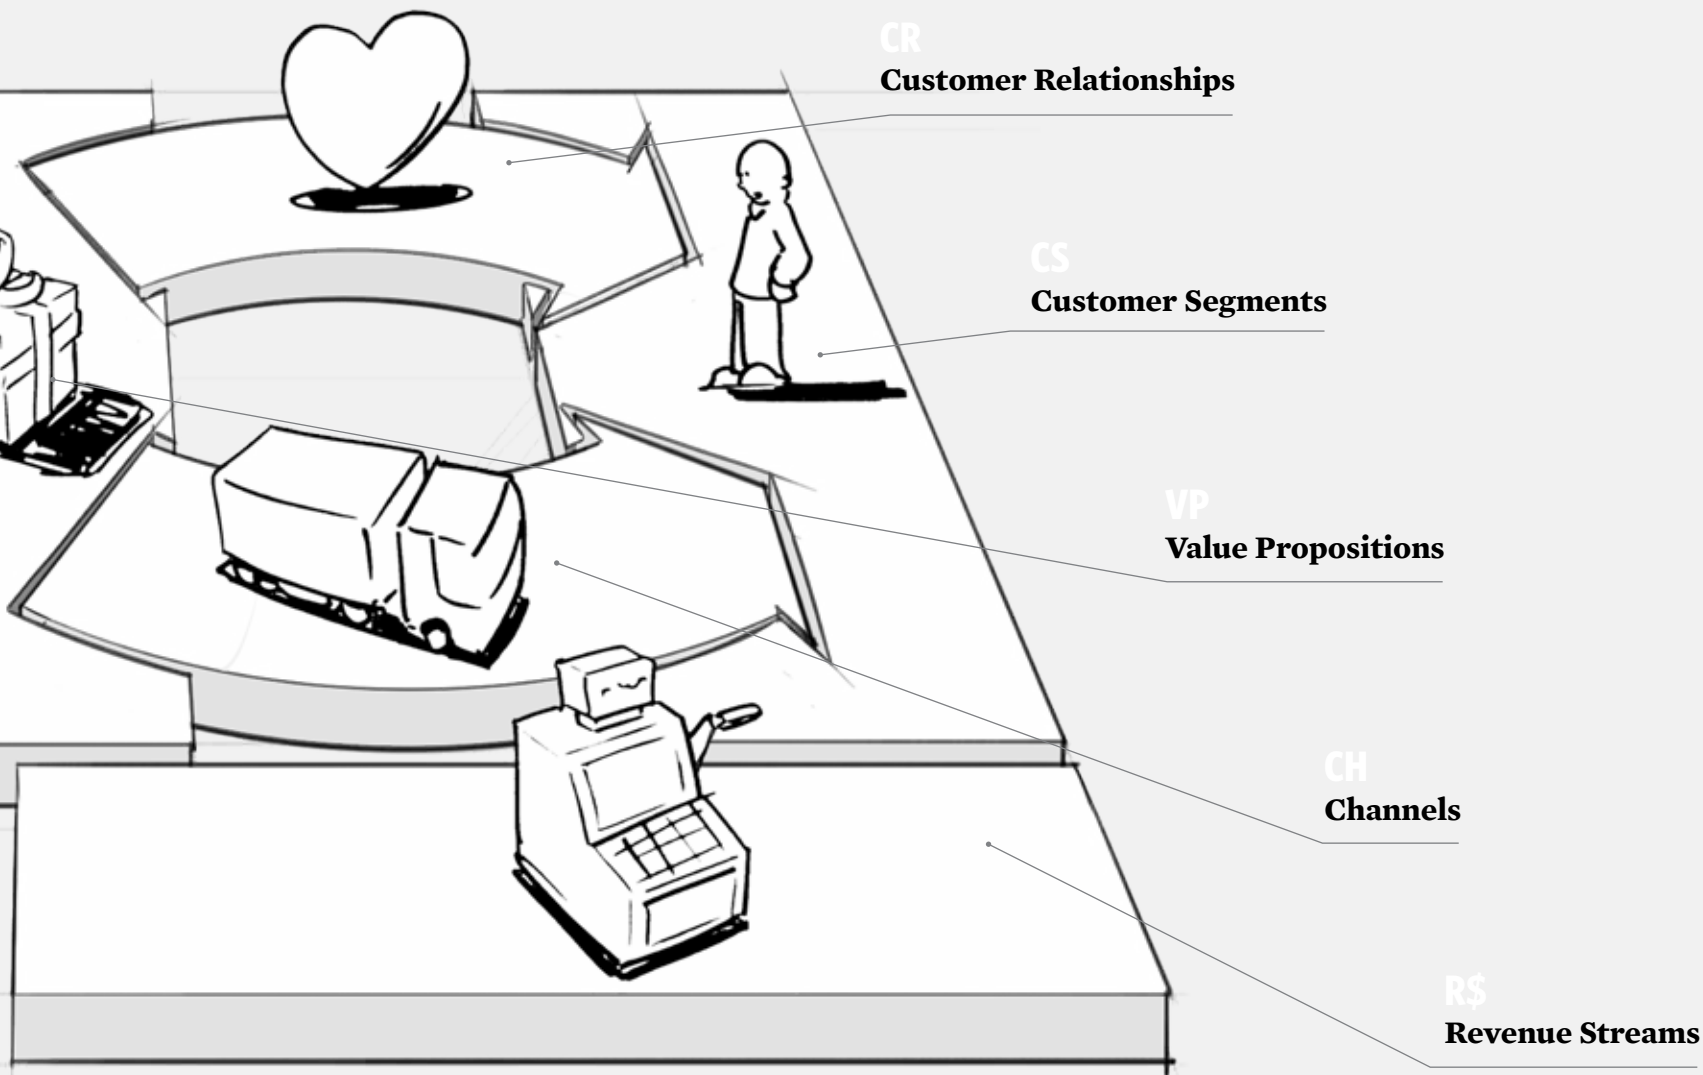 CR
Customer Relationships
CS
Customer Segments
VP
Value Propositions
CH
Channels
R$
Revenue Streams